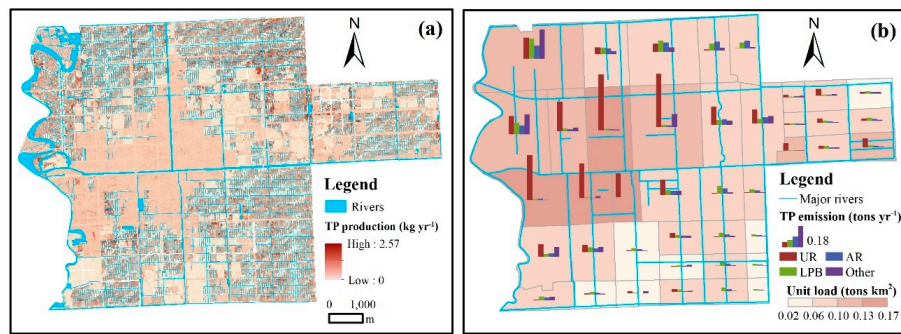 N
(a)
Legend
Rivers
TP production (kg yr⁻¹)
High : 2.57
Low : 0
0 1,000
m
N
(b)
Legend
Major rivers
TP emission (tons yr⁻¹)
0.18
UR AR
LPB Other
Unit load (tons km²)
0.02 0.06 0.10 0.13 0.17